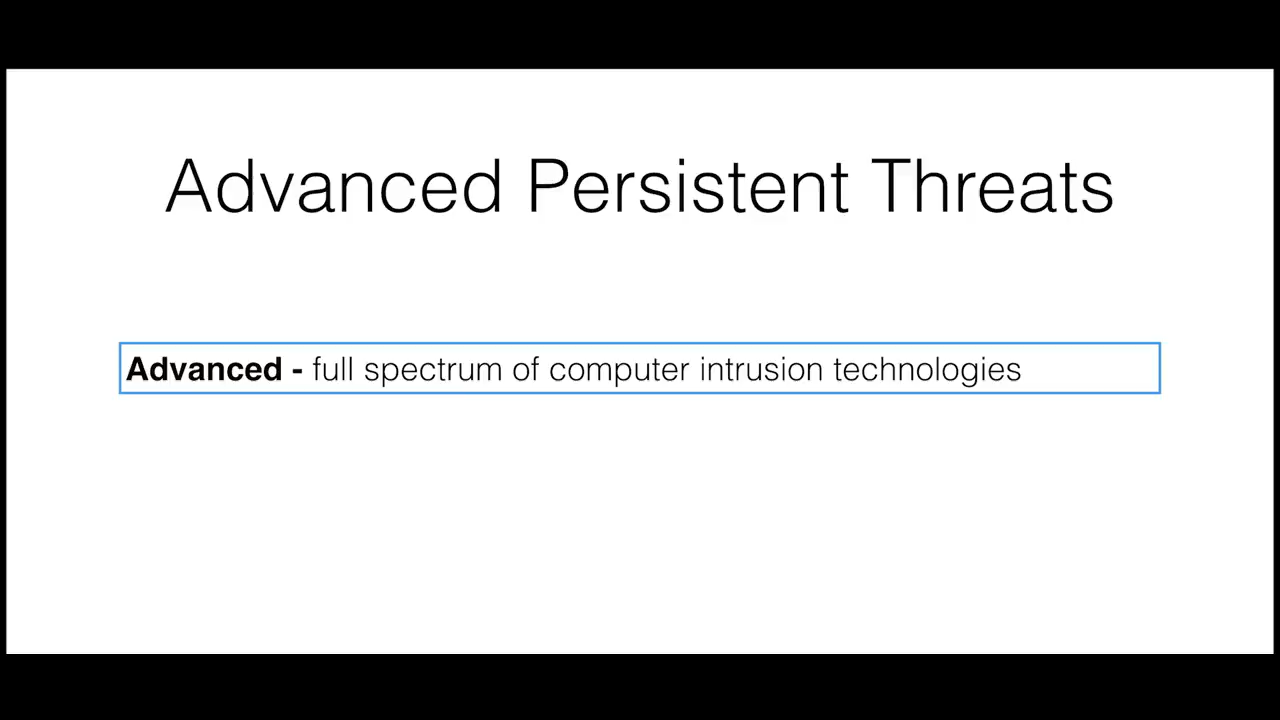 Advanced Persistent Threats
Advanced - full spectrum of computer intrusion technologies